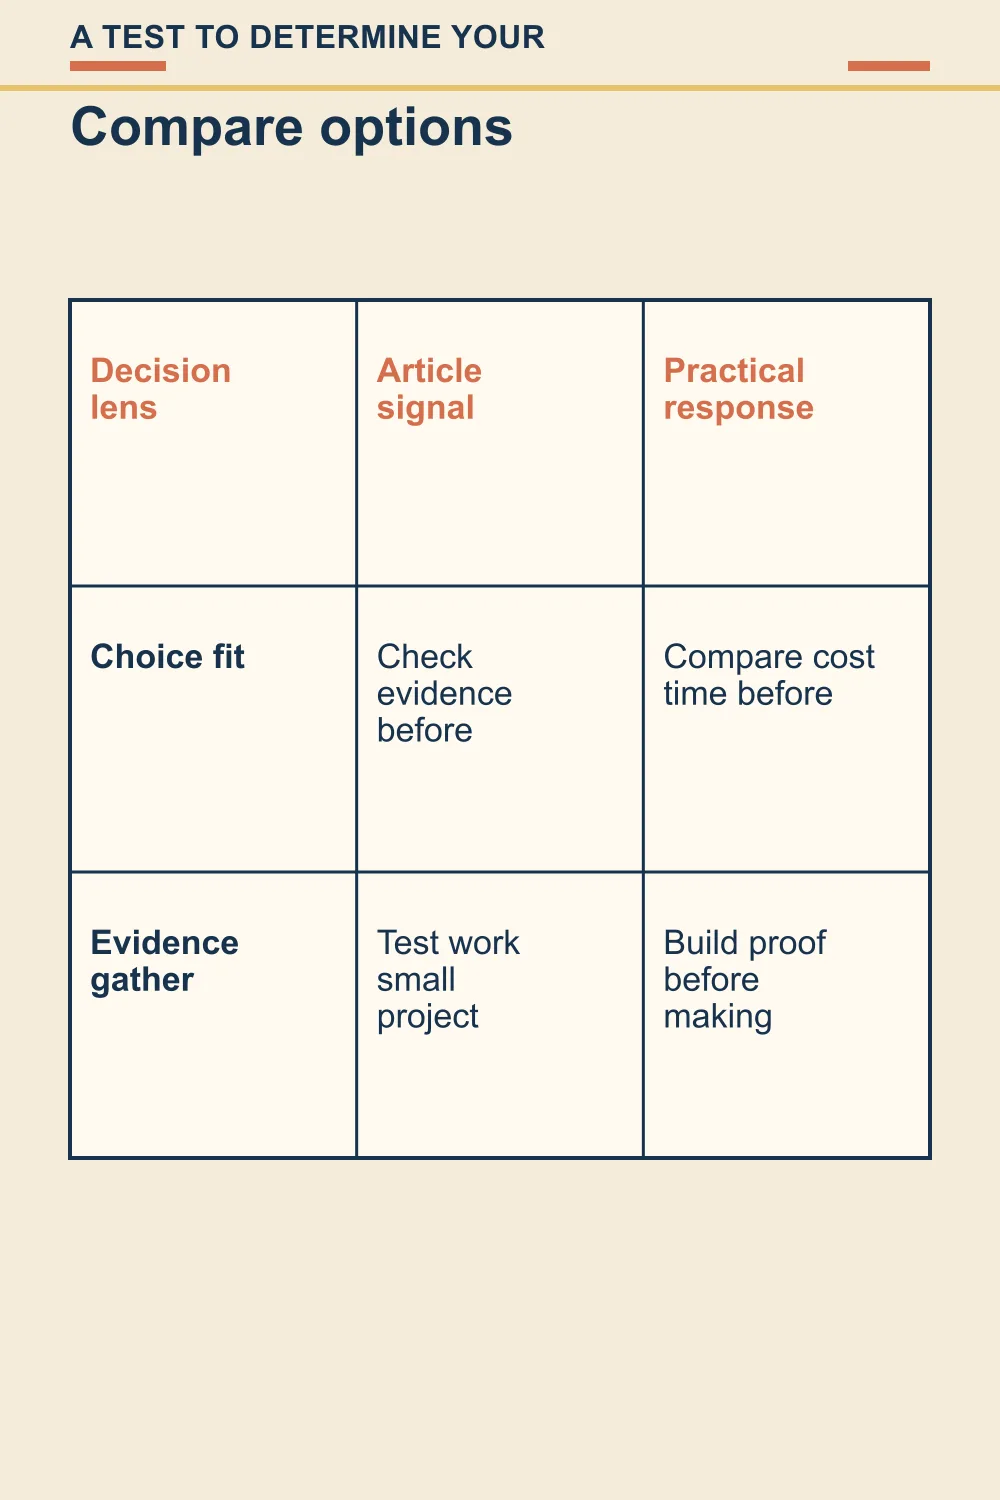 A TEST TO DETERMINE YOUR
Compare options
Decision
lens
Article
signal
Practical
response
Choice fit
Check
evidence
before
Compare cost
time before
Evidence
gather
Test work
small
project
Build proof
before
making